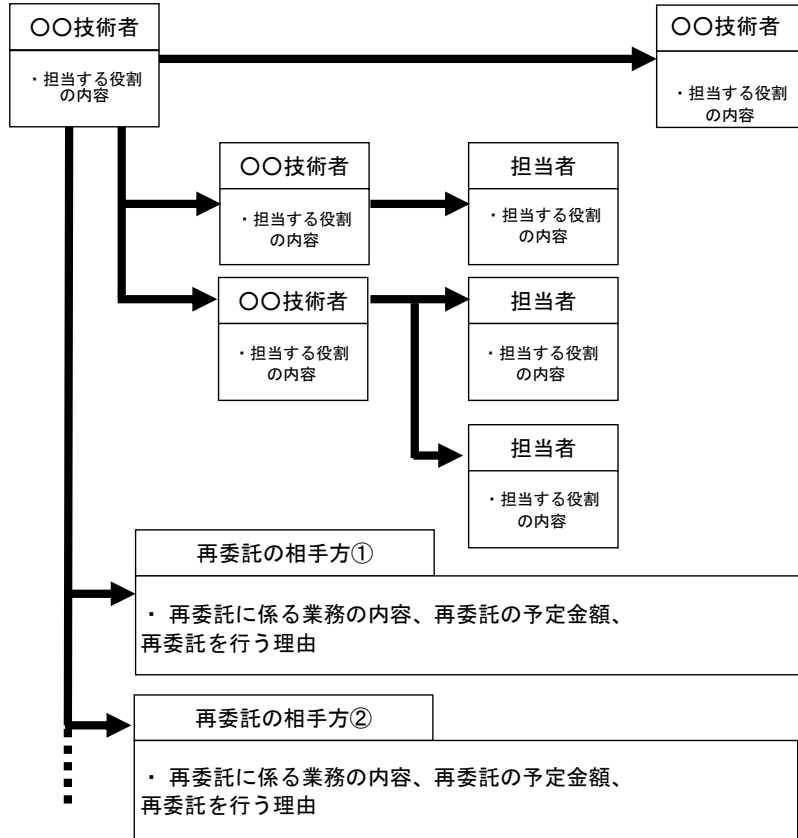 〇〇技術者
・担当する役割
の内容
〇〇技術者
・担当する役割
の内容
〇〇技術者
・担当する役割
の内容
担当者
・担当する役割
の内容
〇〇技術者
・担当する役割
の内容
担当者
・担当する役割
の内容
担当者
・担当する役割
の内容
再委託の相手方①
・ 再委託に係る業務の内容、再委託の予定金額、
再委託を行う理由
再委託の相手方②
・ 再委託に係る業務の内容、再委託の予定金額、
再委託を行う理由